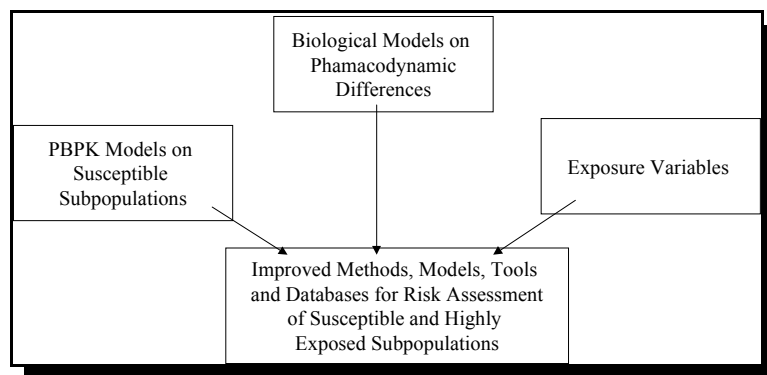 Biological Models on
Phamacodynamic
Differences
PBPK Models on
Susceptible
Subpopulations
Exposure Variables
Improved Methods, Models, Tools
and Databases for Risk Assessment
of Susceptible and Highly
Exposed Subpopulations